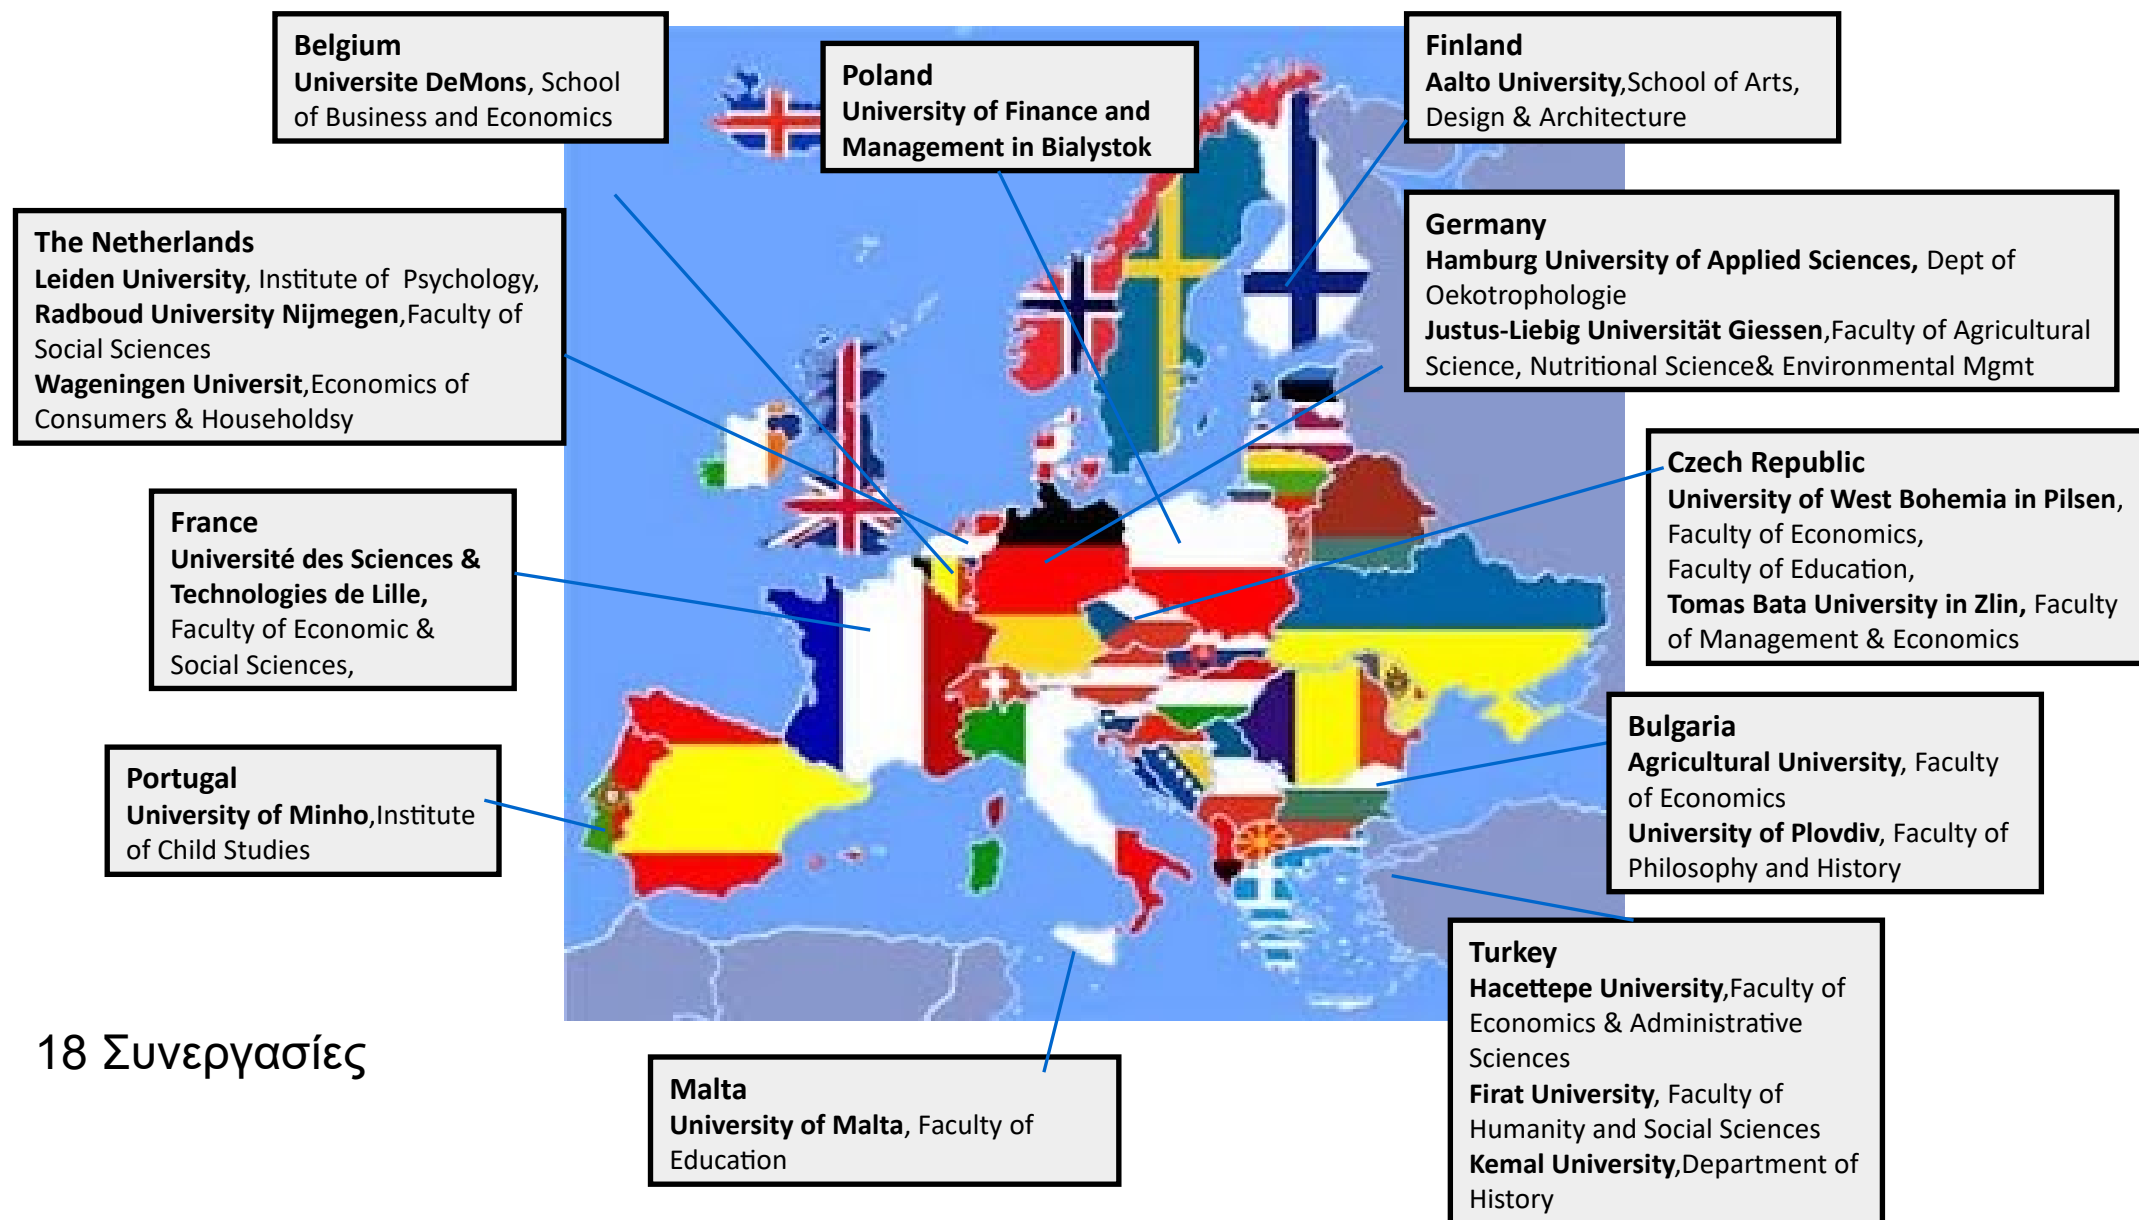 Belgium
Universite DeMons, School
of Business and Economics
Poland
University of Finance and
Management in Bialystok
Finland
Aalto University,School of Arts,
Design & Architecture
The Netherlands
Leiden University, Institute of  Psychology,
Radboud University Nijmegen,Faculty of
Social Sciences
Wageningen Universit,Economics of
Consumers & Householdsy
Germany
Hamburg University of Applied Sciences, Dept of
Oekotrophologie
Justus-Liebig Universität Giessen,Faculty of Agricultural
Science, Nutritional Science& Environmental Mgmt
France
Université des Sciences &
Technologies de Lille,
Faculty of Economic &
Social Sciences,
Czech Republic
University of West Bohemia in Pilsen,
Faculty of Economics,
Faculty of Education,
Tomas Bata University in Zlin, Faculty
of Management & Economics
Portugal
University of Minho,Institute
of Child Studies
Bulgaria
Agricultural University, Faculty
of Economics
University of Plovdiv, Faculty of
Philosophy and History
Turkey
Hacettepe University,Faculty of
Economics & Administrative
Sciences
Firat University, Faculty of
Humanity and Social Sciences
Kemal University,Department of
History
18 Συνεργασίες
Malta
University of Malta, Faculty of
Education